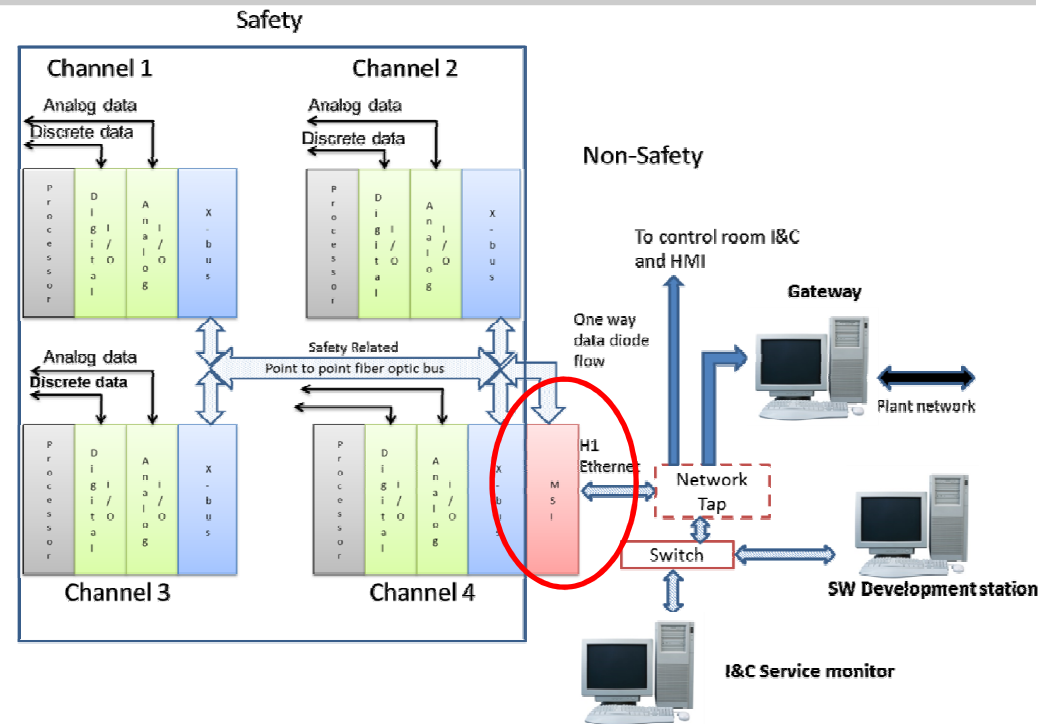 Safety
Channel 1
Channel 2
Analog data
Discrete data
Analog data
Discrete data
Processor
Digital I/O
Analog I/O
X-bus
Processor
Digital I/O
Analog I/O
X-bus
Non-Safety
To control room I&C
and HMI
Gateway
One way
data diode
flow
Plant network
Safety Related
Point to point fiber optic bus
Analog data
Discrete data
Processor
Digital I/O
Analog I/O
X-bus
Processor
Digital I/O
Analog I/O
X-bus
MSI
H1
Ethernet
Network
Tap
Switch
SW Development station
Channel 3
Channel 4
I&C Service monitor